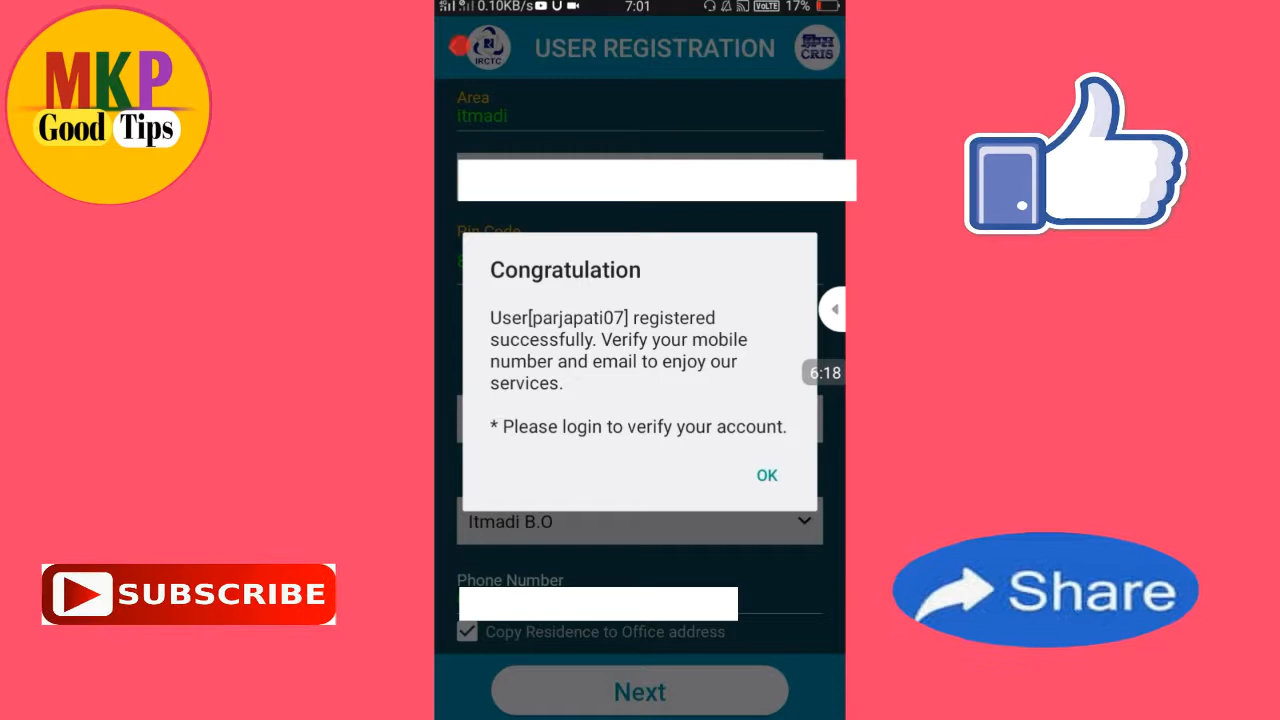 MKP
Good Tips
0.10KB/s
7:01
VOLTE
17%
IRCTC
USER REGISTRATION
CRIS
Area
itmadi
Pin Code
Congratulation
User[parjapati07] registered
successfully. Verify your mobile
number and email to enjoy our
services.
* Please login to verify your account.
OK
6:18
Itmadi B.O
Phone Number
Copy Residence to Office address
Next
SUBSCRIBE
Share